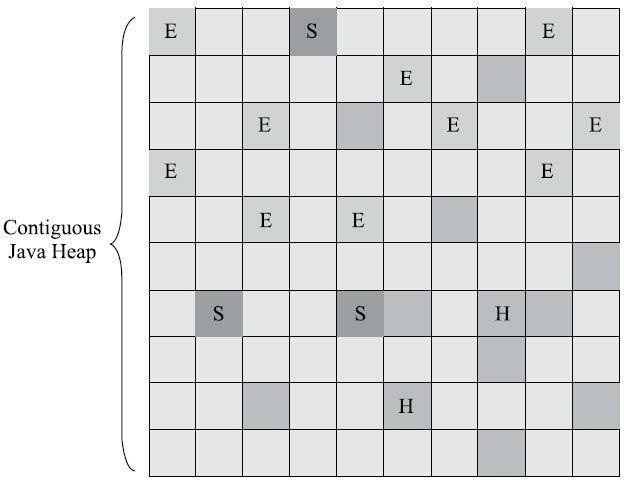 E S E
E
E E E
E E
E E
Contiguous
Java Heap
S S H
H